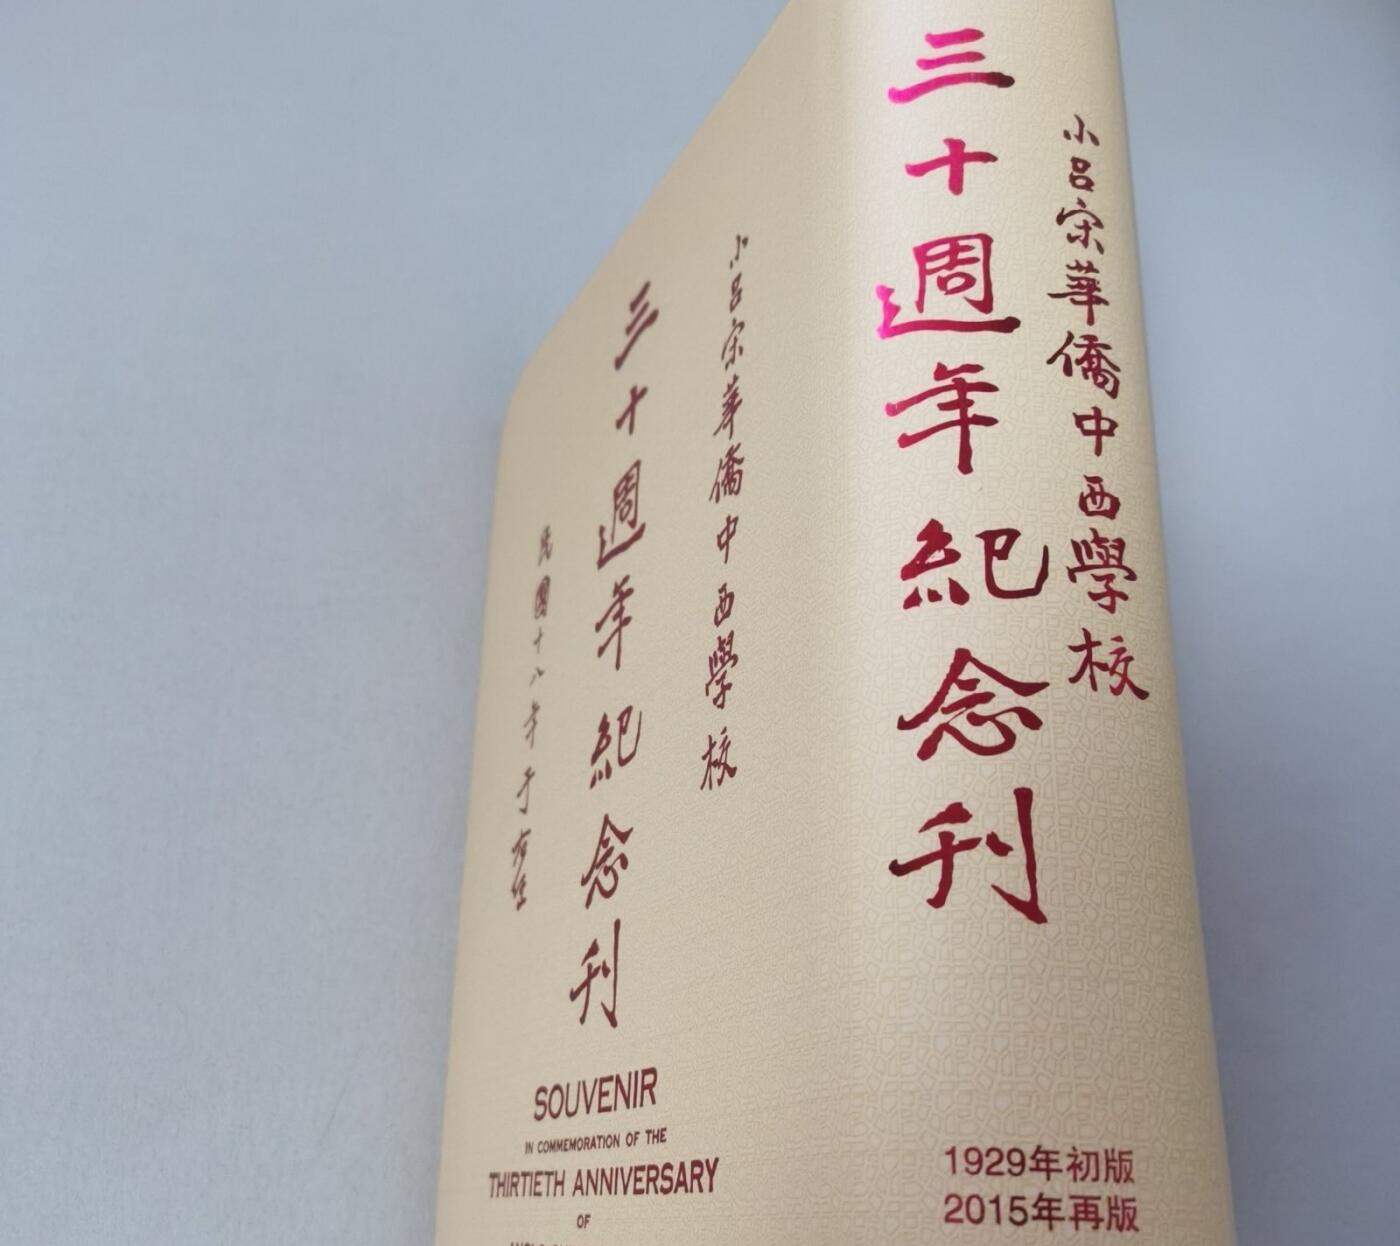 小呂宋華僑中西學校
三十週年紀念刊
民國十八年于右任
SOUVENIR
IN COMMEMORATION OF THE
THIRTIETH ANNIVERSARY
OF
小呂宋華僑中西學校
三十週年紀念刊
1929年初版
2015年再版